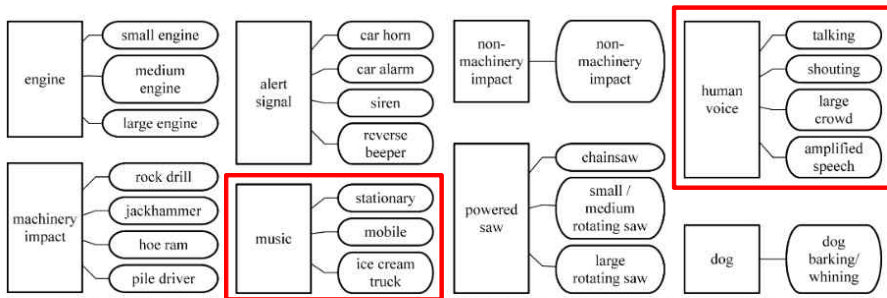 engine
small engine
medium
engine
large engine
machinery
impact
rock drill
jackhammer
hoe ram
pile driver
alert
signal
car horn
car alarm
siren
reverse
beeper
music
stationary
mobile
ice cream
truck
non-
machinery
impact
non-
machinery
impact
powered
saw
chainsaw
small /
medium
rotating saw
large
rotating saw
human
voice
talking
shouting
large
crowd
amplified
speech
dog
dog
barking/
whining